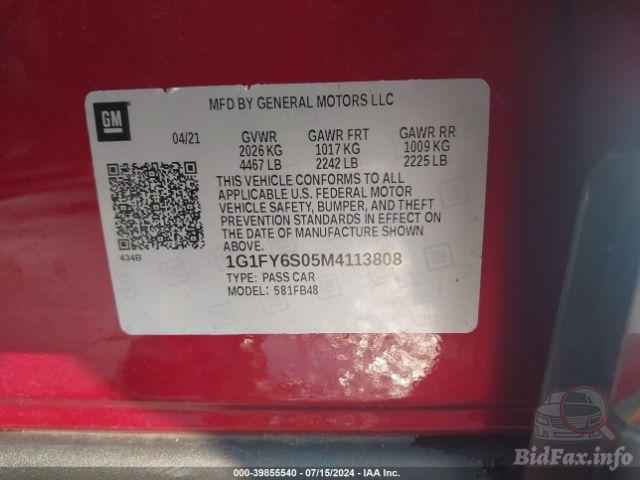 MFD BY GENERAL MOTORS LLC
GM
04/21
GVWR GAWR FRT GAWR RR
2026 KG 1017 KG 1009 KG
4467 LB 2242 LB 2225 LB
THIS VEHICLE CONFORMS TO ALL
APPLICABLE U.S. FEDERAL MOTOR
VEHICLE SAFETY, BUMPER, AND THEFT
PREVENTION STANDARDS IN EFFECT ON
THE DATE OF MANUFACTURE SHOWN
ABOVE.
434B
1G1FY6S05M4113808
TYPE: PASS CAR
MODEL: 581FB48
000-39855540 - 07/15/2024 - IAA Inc.
BidFax.info